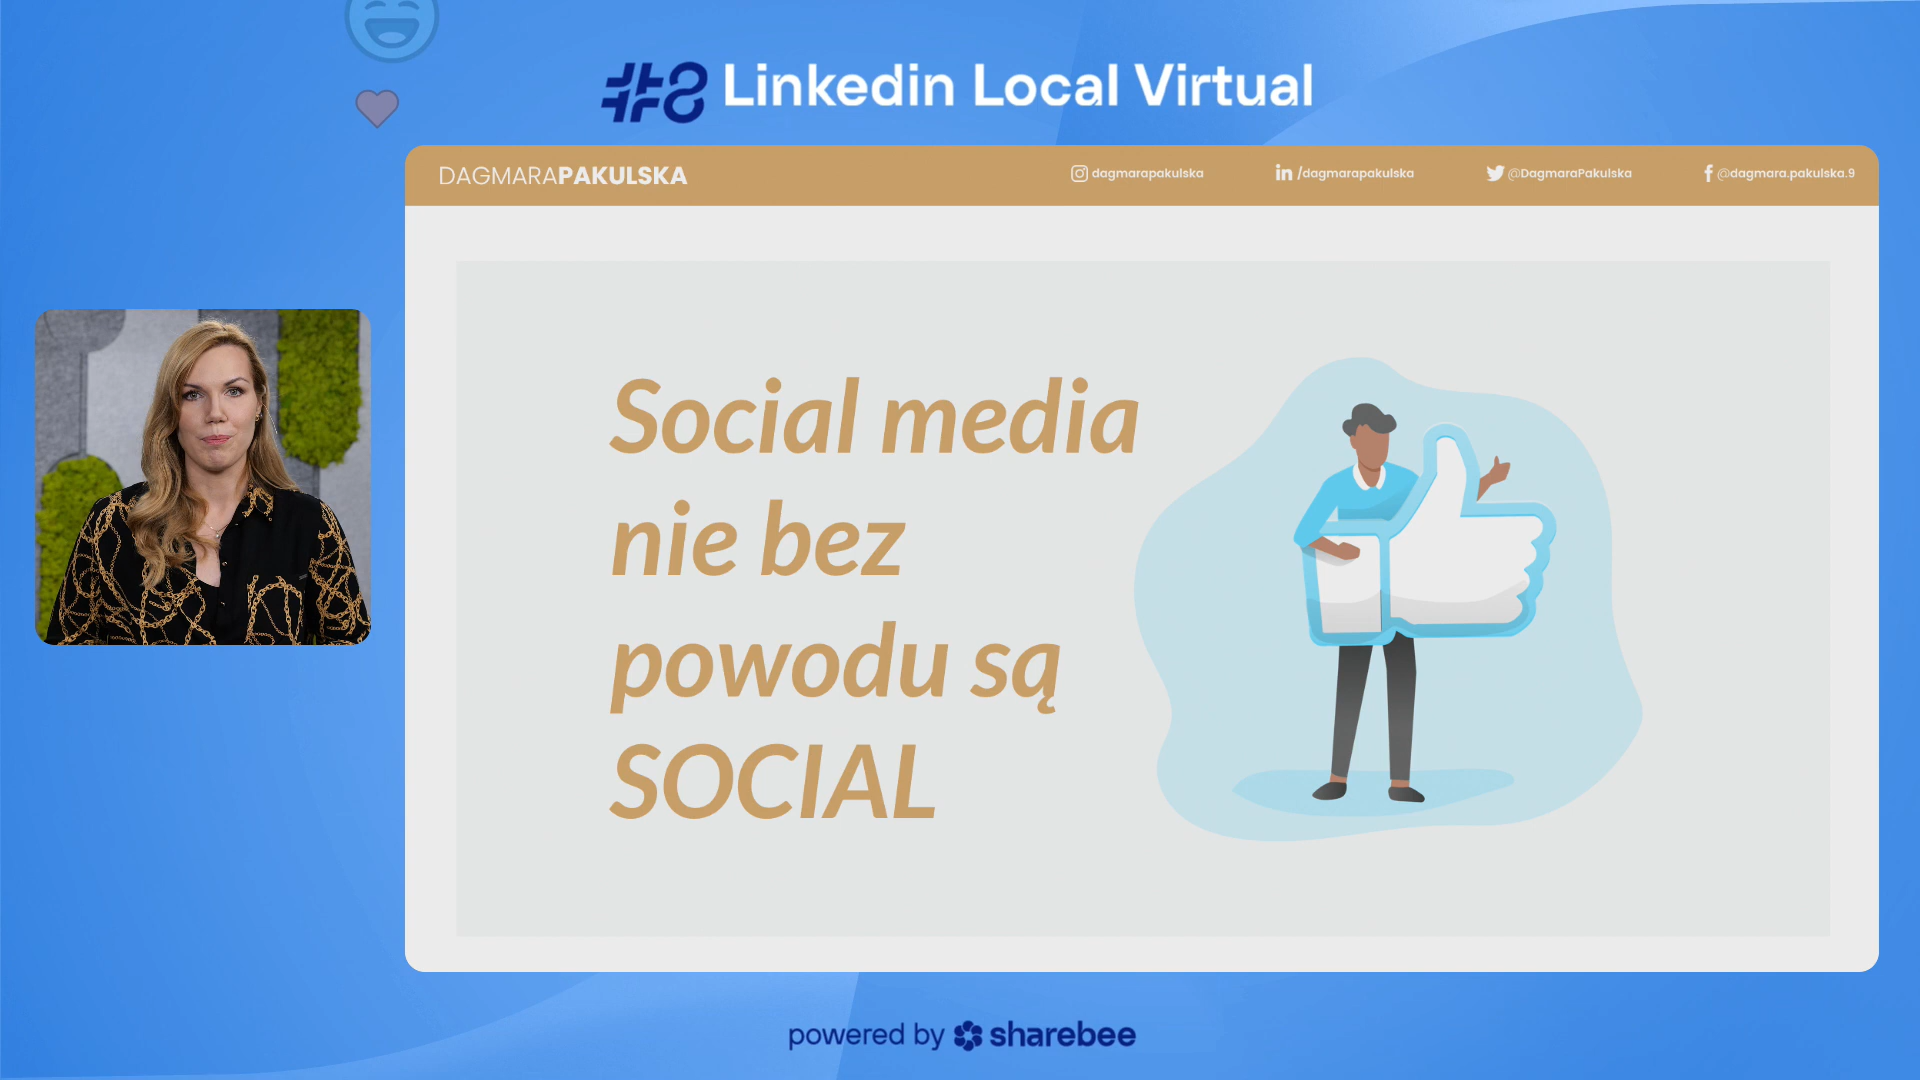 #8 Linkedin Local Virtual
DAGMARAPAKULSKA
dagmarapakulska
in /dagmarapakulska
@DagmaraPakulska
f @dagmara.pakulska.9
Social media
nie bez
powodu są
SOCIAL
powered by sharebee